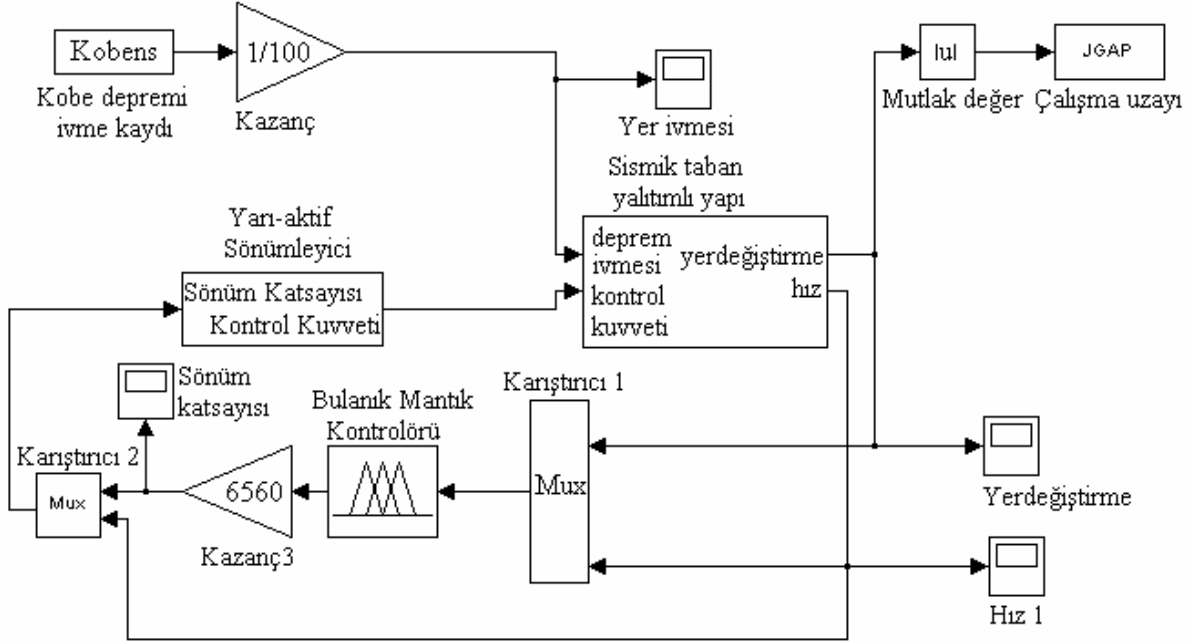 Kobens
Kobe depremi
ivme kaydı
1/100
Kazanç
Yer ivmesi
|u|
Mutlak değer
JGAP
Çalışma uzayı
Sismik taban
yalıtımlı yapı
deprem
ivmesi
kontrol
kuvveti
yerdeğiştirme
hız
Yarı-aktif
Sönümleyici
Sönüm Katsayısı
Kontrol Kuvveti
Sönüm
katsayısı
Karıştırıcı 2
Mux
6560
Kazanç3
Bulanık Mantık
Kontrolörü
Karıştırıcı 1
Mux
Yerdeğiştirme
Hız 1